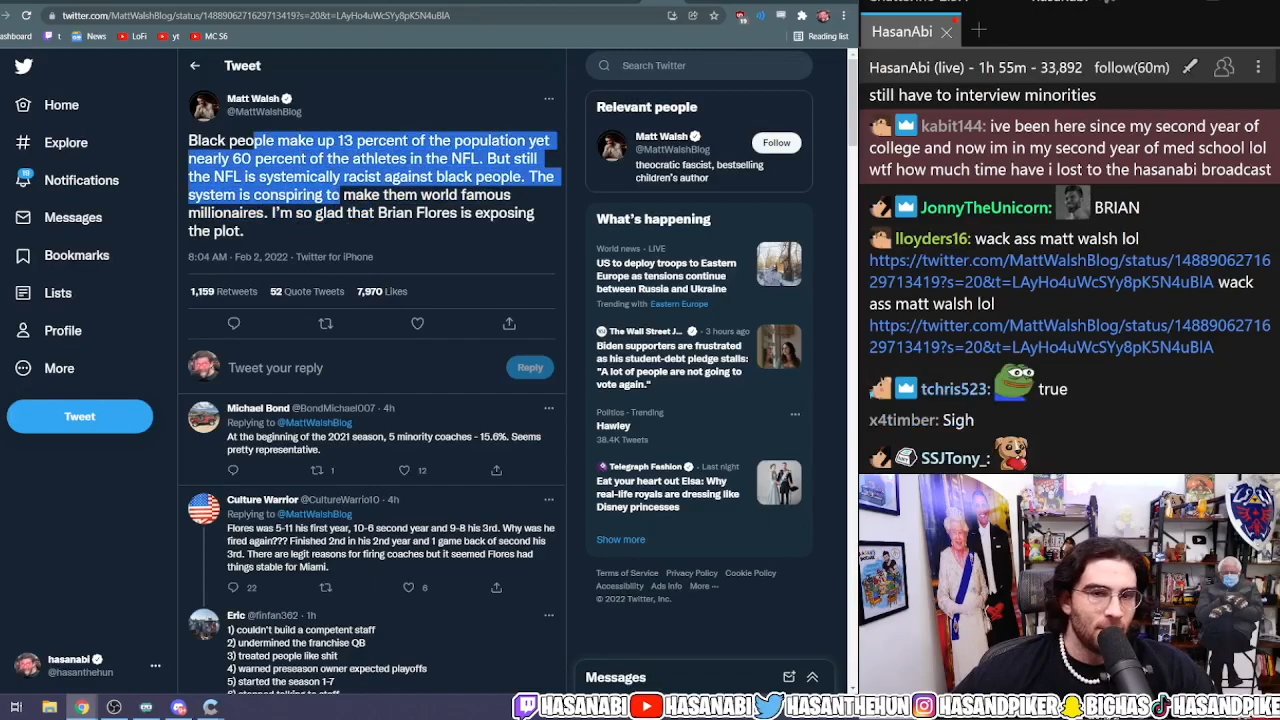 twitter.com/MattWalshBlog/status/1488906271629713419?s=20&t=LAyHo4uWcSYy8pK5N4uBlA
ashboard
News
LoFi
yt
MC S6
Reading list
Home
Explore
18
Notifications
Messages
Bookmarks
Lists
Profile
More
Tweet
hasanabi
@hasanthehun
Tweet
Matt Walsh
@MattWalshBlog
Black people make up 13 percent of the population yet
nearly 60 percent of the athletes in the NFL. But still
the NFL is systemically racist against black people. The
system is conspiring to make them world famous
millionaires. I'm so glad that Brian Flores is exposing
the plot.
8:04 AM · Feb 2, 2022 · Twitter for iPhone
1,159 Retweets 52 Quote Tweets 7,970 Likes
Tweet your reply
Reply
Michael Bond @BondMichael007 · 4h
Replying to @MattWalshBlog
At the beginning of the 2021 season, 5 minority coaches - 15.6%. Seems
pretty representative.
1 12
Culture Warrior @CultureWarrio10 · 4h
Replying to @MattWalshBlog
Flores was 5-11 his first year, 10-6 second year and 9-8 his 3rd. Why was he
fired again??? Finished 2nd in his 2nd year and 1 game back of second his
3rd. There are legit reasons for firing coaches but it seemed Flores had
things stable for Miami.
22 6
Eric @finfan362 · 1h
1) couldn't build a competent staff
2) undermined the franchise QB
3) treated people like shit
4) warned preseason owner expected playoffs
5) started the season 1-7
Search Twitter
Relevant people
Matt Walsh
@MattWalshBlog
Follow
theocratic fascist, bestselling
children's author
What's happening
World news · LIVE
US to deploy troops to Eastern
Europe as tensions continue
between Russia and Ukraine
Trending with Eastern Europe
The Wall Street J... · 3 hours ago
Biden supporters are frustrated
as his student-debt pledge stalls:
"A lot of people are not going to
vote again."
Politics · Trending
Hawley
38.4K Tweets
Telegraph Fashion · Last night
Eat your heart out Elsa: Why
real-life royals are dressing like
Disney princesses
Show more
Terms of Service Privacy Policy Cookie Policy
Accessibility Ads Info More ···
© 2022 Twitter, Inc.
Messages
HasanAbi
HasanAbi (live) - 1h 55m - 33,892 follow(60m)
still have to interview minorities
kabit144: ive been here since my second year of
college and now im in my second year of med school lol
wtf how much time have i lost to the hasanabi broadcast
JonnyTheUnicorn: BRIAN
lloyders16: wack ass matt walsh lol
https://twitter.com/MattWalshBlog/status/14889062716
29713419?s=20&t=LAyHo4uWcSYy8pK5N4uBlA wack
ass matt walsh lol
https://twitter.com/MattWalshBlog/status/14889062716
29713419?s=20&t=LAyHo4uWcSYy8pK5N4uBlA
tchris523: true
x4timber: Sigh
SSJTony_:
HASANABI HASANABI HASANTHEHUN HASANDPIKER BIGHAS HASANDPIKE